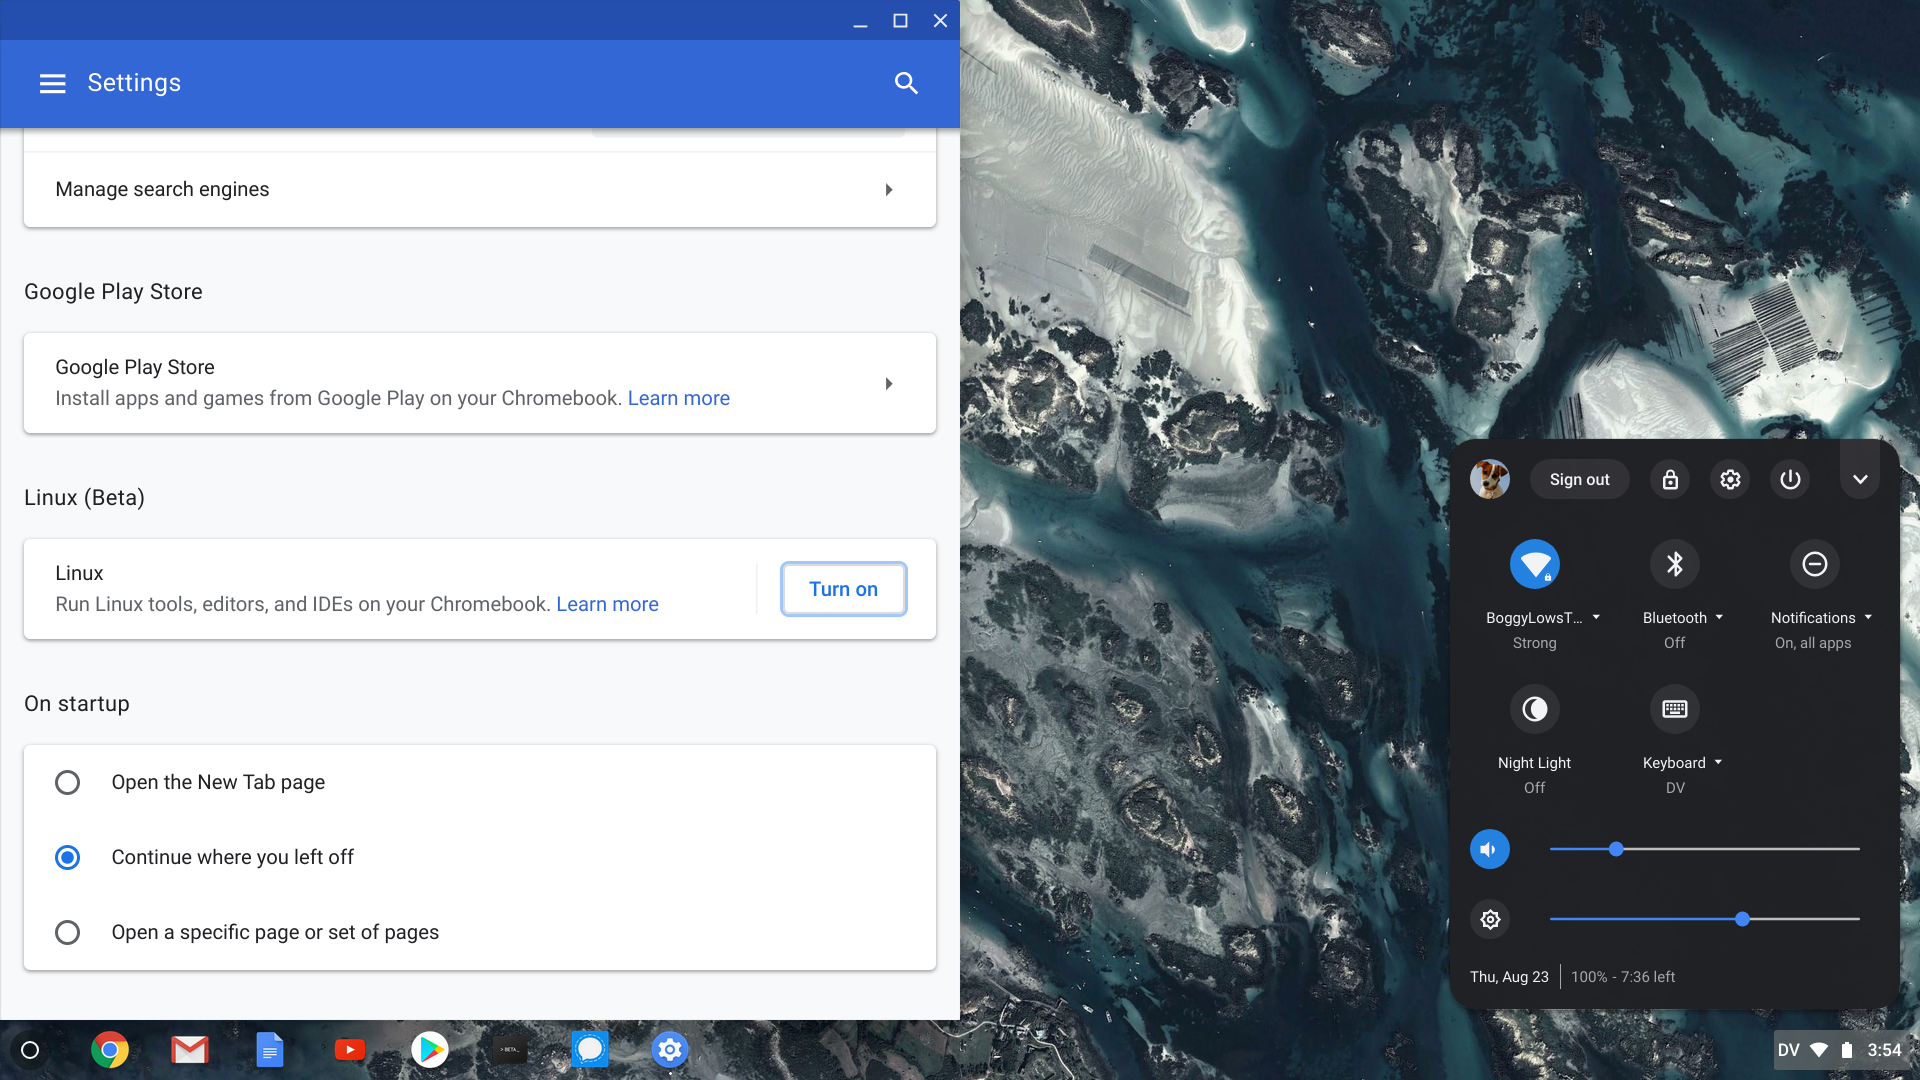 Settings
Manage search engines
Google Play Store
Google Play Store
Install apps and games from Google Play on your Chromebook. Learn more
Linux (Beta)
Linux
Run Linux tools, editors, and IDEs on your Chromebook. Learn more
Turn on
On startup
Open the New Tab page
Continue where you left off
Open a specific page or set of pages
Sign out
BoggyLowsT...
Strong
Bluetooth
Off
Notifications
On, all apps
Night Light
Off
Keyboard
DV
Thu, Aug 23
100% - 7:36 left
> BETA_
DV
3:54